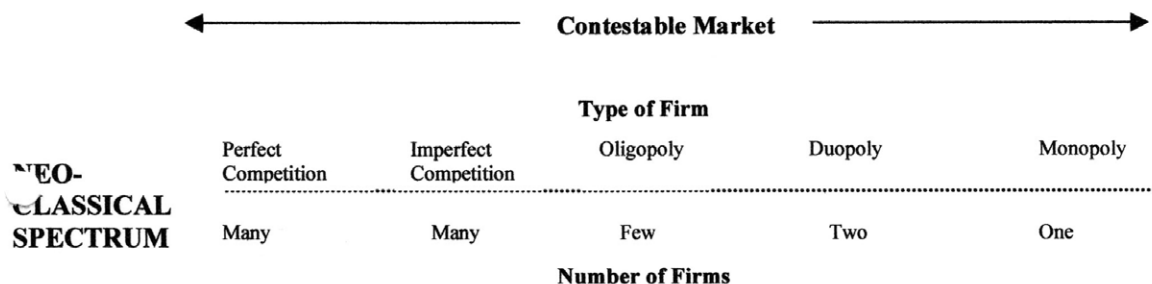 Contestable Market
Type of Firm
Perfect Competition Imperfect Competition Oligopoly Duopoly Monopoly
NEO-
CLASSICAL
SPECTRUM
Many Many Few Two One
Number of Firms